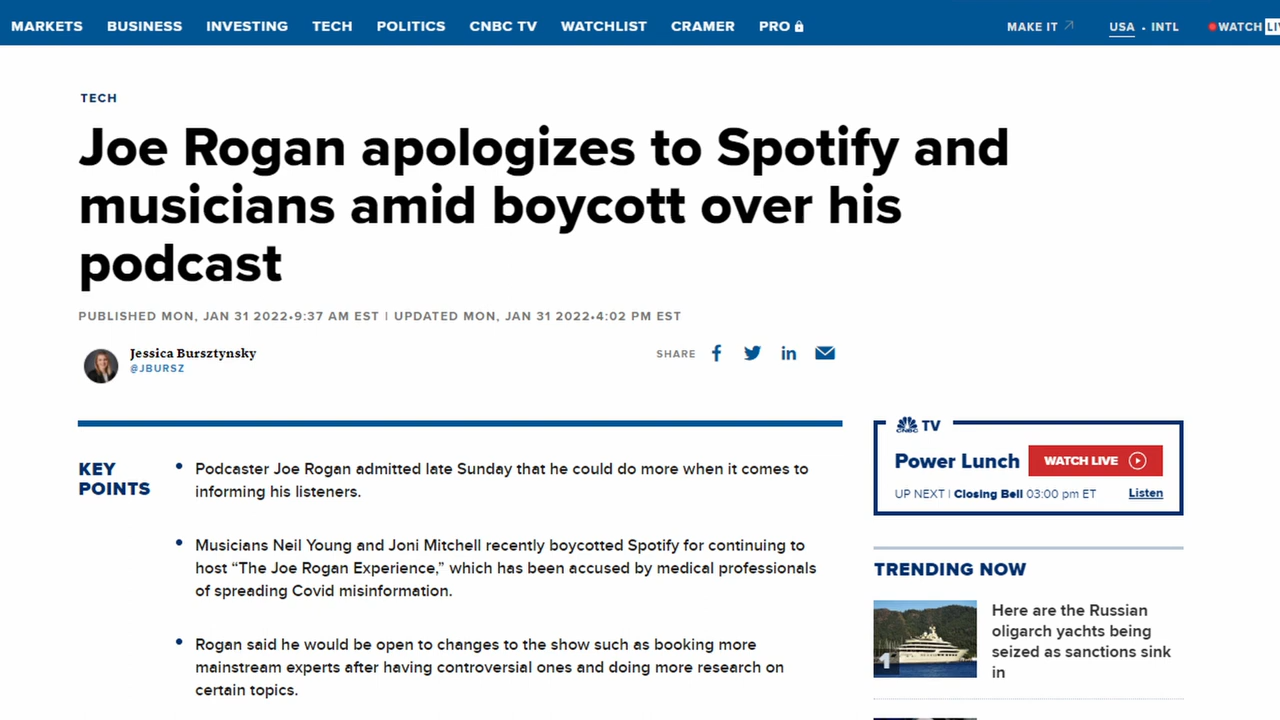 MARKETS BUSINESS INVESTING TECH POLITICS CNBC TV WATCHLIST CRAMER PRO MAKE IT USA • INTL WATCH LIV
TECH
Joe Rogan apologizes to Spotify and
musicians amid boycott over his
podcast
PUBLISHED MON, JAN 31 2022•9:37 AM EST | UPDATED MON, JAN 31 2022•4:02 PM EST
Jessica Bursztynsky
@JBURSZ
SHARE
KEY
POINTS
• Podcaster Joe Rogan admitted late Sunday that he could do more when it comes to
informing his listeners.
• Musicians Neil Young and Joni Mitchell recently boycotted Spotify for continuing to
host “The Joe Rogan Experience,” which has been accused by medical professionals
of spreading Covid misinformation.
• Rogan said he would be open to changes to the show such as booking more
mainstream experts after having controversial ones and doing more research on
certain topics.
CNBC TV
Power Lunch WATCH LIVE
UP NEXT | Closing Bell 03:00 pm ET Listen
TRENDING NOW
1
Here are the Russian
oligarch yachts being
seized as sanctions sink
in